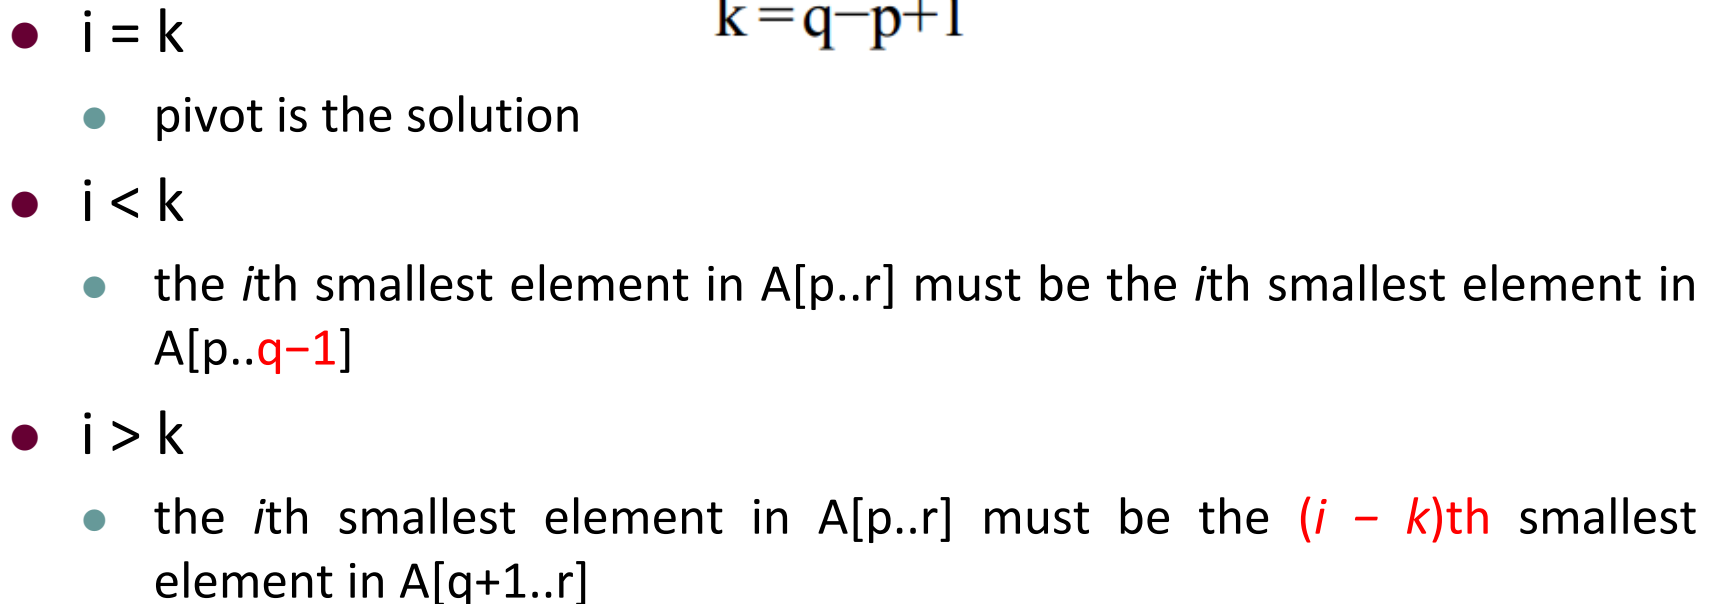 i = k
k=q−p+1
pivot is the solution
i < k
the ith smallest element in A[p..r] must be the ith smallest element in
A[p..q−1]
i > k
the ith smallest element in A[p..r] must be the (i − k)th smallest
element in A[q+1..r]